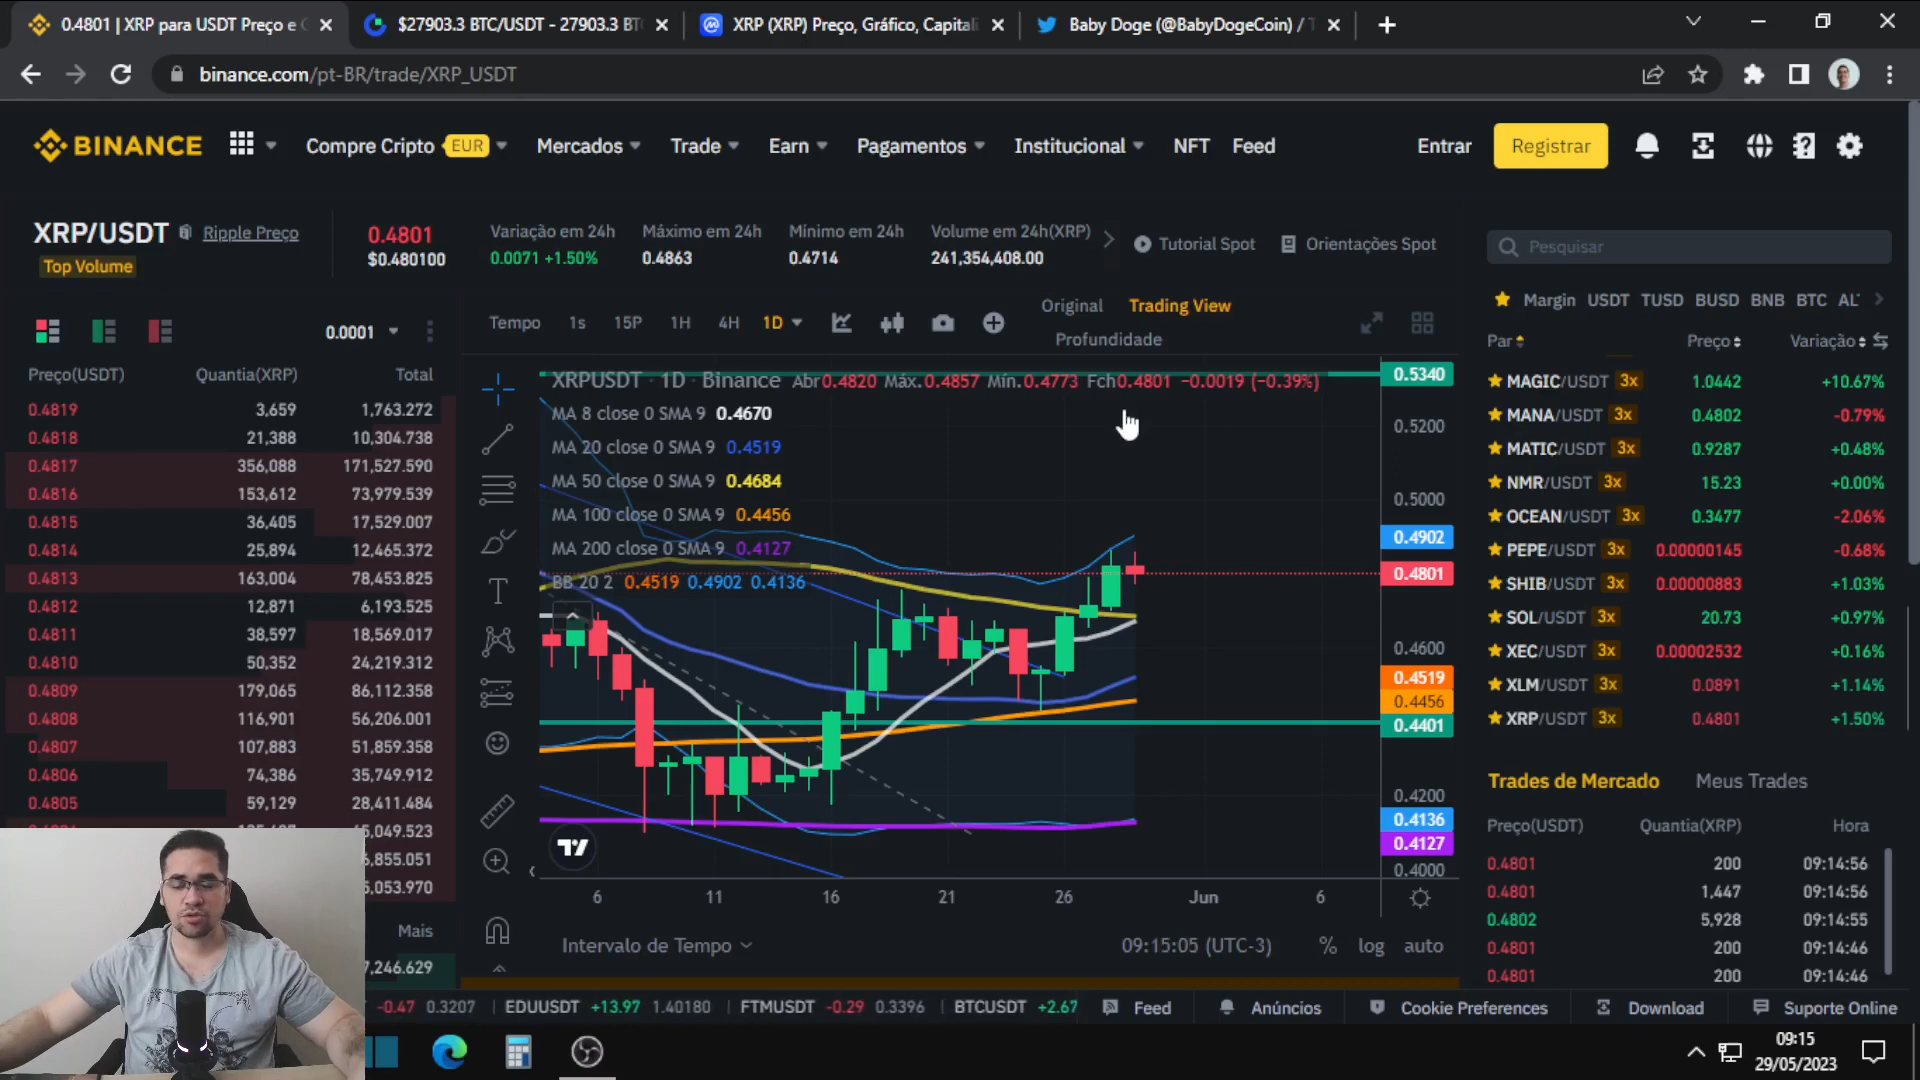 0.4801 | XRP para USDT Preço e
$27903.3 BTC/USDT - 27903.3 BT
XRP (XRP) Preço, Gráfico, Capital
Baby Doge (@BabyDogeCoin) / T
binance.com/pt-BR/trade/XRP_USDT
BINANCE
Compre Cripto EUR
Mercados
Trade
Earn
Pagamentos
Institucional
NFT
Feed
Entrar
Registrar
XRP/USDT
Ripple Preço
Top Volume
0.4801
$0.480100
Variação em 24h
0.0071 +1.50%
Máximo em 24h
0.4863
Mínimo em 24h
0.4714
Volume em 24h(XRP)
241,354,408.00
Tutorial Spot
Orientações Spot
0.0001
Preço(USDT) Quantia(XRP) Total
0.4819 3,659 1,763.272
0.4818 21,388 10,304.738
0.4817 356,088 171,527.590
0.4816 153,612 73,979.539
0.4815 36,405 17,529.007
0.4814 25,894 12,465.372
0.4813 163,004 78,453.825
0.4812 12,871 6,193.525
0.4811 38,597 18,569.017
0.4810 50,352 24,219.312
0.4809 179,065 86,112.358
0.4808 116,901 56,206.001
0.4807 107,883 51,859.358
0.4806 74,386 35,749.912
0.4805 59,129 28,411.484
5,049.523
6,855.051
5,053.970
Mais
7,246.629
Tempo 1s 15P 1H 4H 1D
Original Trading View
Profundidade
XRPUSDT · 1D · Binance Abr0.4820 Máx.0.4857 Mín.0.4773 Fch0.4801 −0.0019 (−0.39%)
MA 8 close 0 SMA 9 0.4670
MA 20 close 0 SMA 9 0.4519
MA 50 close 0 SMA 9 0.4684
MA 100 close 0 SMA 9 0.4456
MA 200 close 0 SMA 9 0.4127
BB 20 2 0.4519 0.4902 0.4136
0.5340
0.5200
0.5000
0.4902
0.4801
0.4600
0.4519
0.4456
0.4401
0.4200
0.4136
0.4127
0.4000
6 11 16 21 26 Jun 6
Intervalo de Tempo
09:15:05 (UTC-3) % log auto
Pesquisar
Margin USDT TUSD BUSD BNB BTC AL
Par Preço Variação
MAGIC/USDT 3x 1.0442 +10.67%
MANA/USDT 3x 0.4802 -0.79%
MATIC/USDT 3x 0.9287 +0.48%
NMR/USDT 3x 15.23 +0.00%
OCEAN/USDT 3x 0.3477 -2.06%
PEPE/USDT 3x 0.00000145 -0.68%
SHIB/USDT 3x 0.00000883 +1.03%
SOL/USDT 3x 20.73 +0.97%
XEC/USDT 3x 0.00002532 +0.16%
XLM/USDT 3x 0.0891 +1.14%
XRP/USDT 3x 0.4801 +1.50%
Trades de Mercado Meus Trades
Preço(USDT) Quantia(XRP) Hora
0.4801 200 09:14:56
0.4801 1,447 09:14:56
0.4802 5,928 09:14:55
0.4801 200 09:14:46
0.4801 200 09:14:46
-0.47 0.3207 EDUUSDT +13.97 1.40180 FTMUSDT -0.29 0.3396 BTCUSDT +2.67
Feed
Anúncios
Cookie Preferences
Download
Suporte Online
09:15
29/05/2023